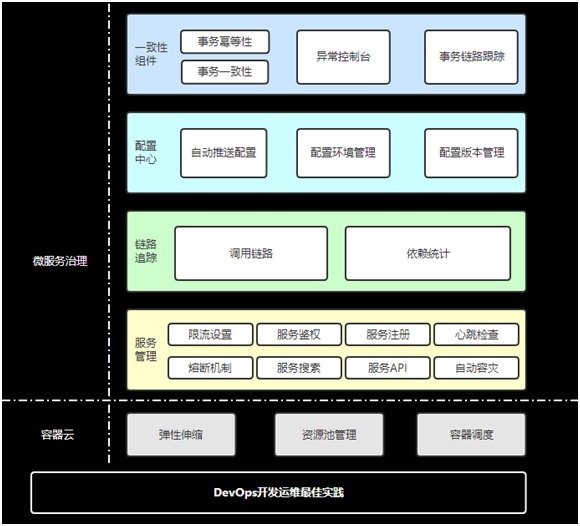 一致性
组件
事务幂等性
事务一致性
异常控制台
事务链路跟踪
配置
中心
自动推送配置
配置环境管理
配置版本管理
链路
追踪
调用链路
依赖统计
微服务治理
服务
管理
限流设置
服务鉴权
服务注册
心跳检查
熔断机制
服务搜索
服务API
自动容灾
容器云
弹性伸缩
资源池管理
容器调度
DevOps开发运维最佳实践